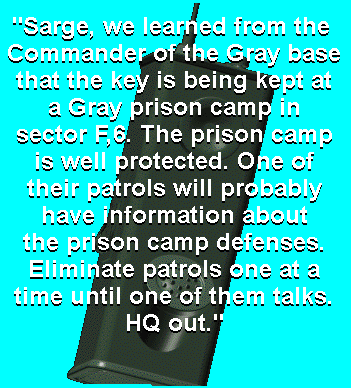 "Sarge, we learned from the
Commander of the Gray base
that the key is being kept at
a Gray prison camp in
sector F,6. The prison camp
is well protected. One of
their patrols will probably
have information about
the prison camp defenses.
Eliminate patrols one at a
time until one of them talks.
HQ out."